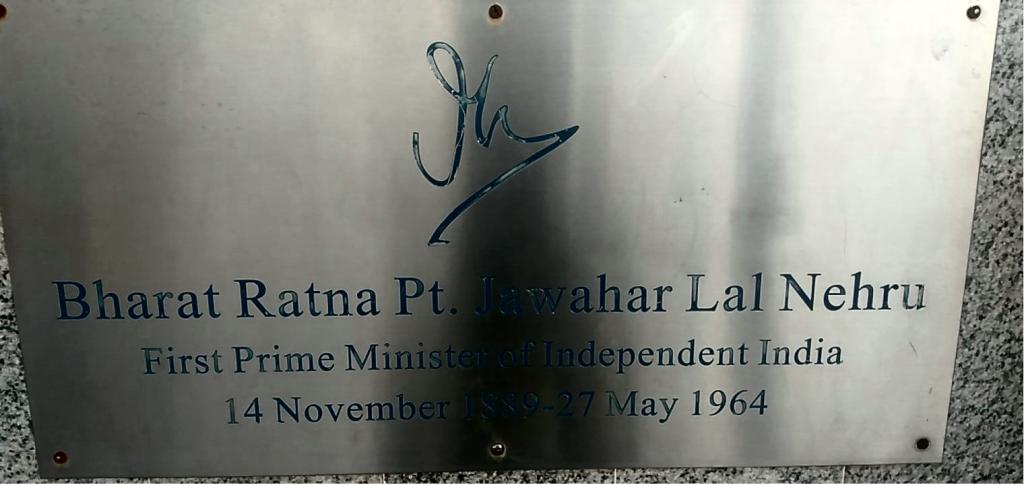 Bharat Ratna Pt. Jawahar Lal Nehru
First Prime Minister of Independent India
14 November 1889-27 May 1964